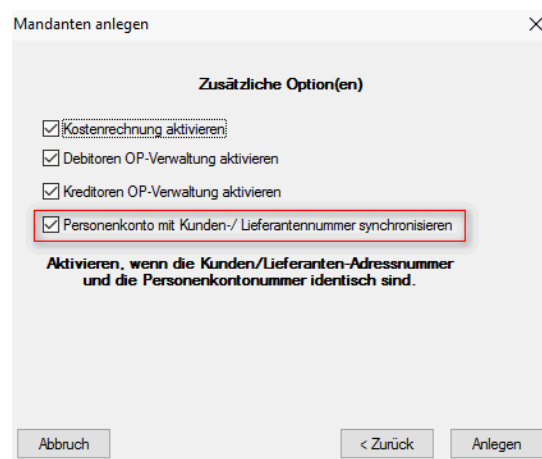 Mandanten anlegen
Zusätzliche Option(en)
Kostenrechnung aktivieren
Debitoren OP-Verwaltung aktivieren
Kreditoren OP-Verwaltung aktivieren
Personenkonto mit Kunden-/ Lieferantennummer synchronisieren
Aktivieren, wenn die Kunden/Lieferanten-Adressnummer
und die Personenkontonummer identisch sind.
Abbruch
< Zurück
Anlegen